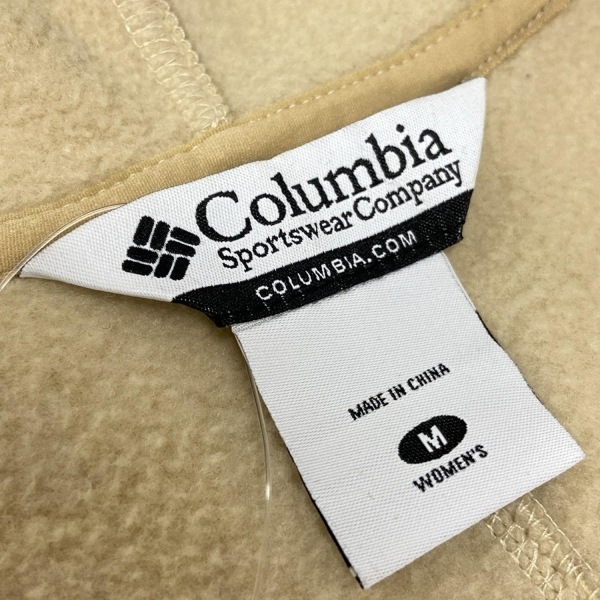 Columbia
Sportswear Company
COLUMBIA.COM
MADE IN CHINA
M
WOMEN'S